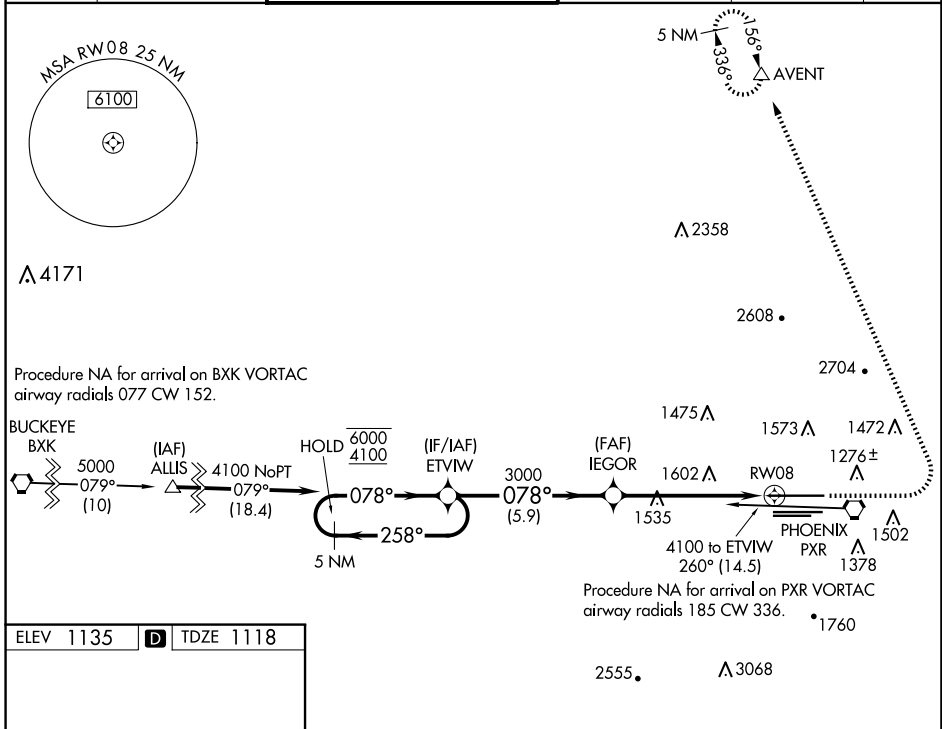 MSA RW08 25 NM
6100
5 NM
156°
336°
AVENT
2358
4171
2608
2704
Procedure NA for arrival on BXK VORTAC
airway radials 077 CW 152.
BUCKEYE
BXK
5000
079°
(10)
(IAF)
ALLIS
4100 NoPT
079°
(18.4)
HOLD
6000
4100
078°
258°
5 NM
(IF/IAF)
ETVIW
3000
078°
(5.9)
(FAF)
IEGOR
1475
1573
1472
1602
1535
RW08
1276±
PHOENIX
PXR
1502
1378
4100 to ETVIW
260° (14.5)
Procedure NA for arrival on PXR VORTAC
airway radials 185 CW 336.
1760
2555
3068
ELEV 1135 D TDZE 1118